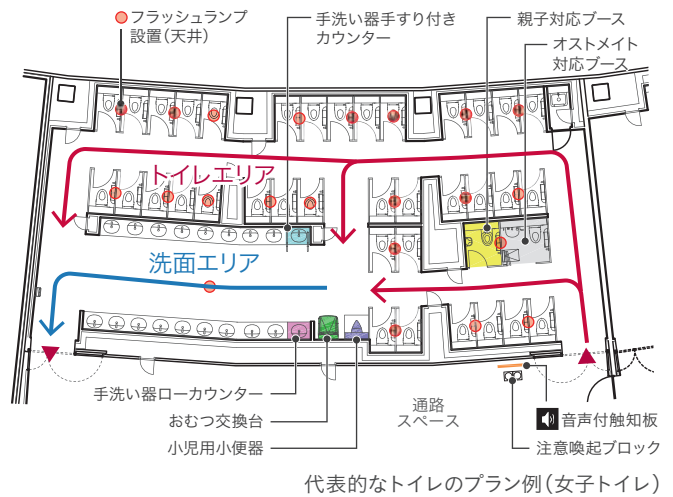 フラッシュランプ
設置（天井）
手洗い器手すり付き
カウンター
親子対応ブース
オストメイト
対応ブース
トイレエリア
洗面エリア
手洗い器ローカウンター
おむつ交換台
小児用小便器
通路
スペース
音声付触知板
注意喚起ブロック
代表的なトイレのプラン例（女子トイレ）